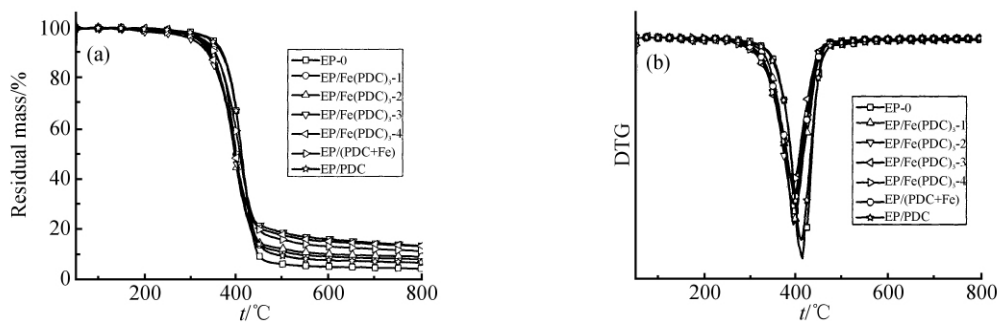 (a)
Residual mass/%
100
80
60
40
20
0
200
400
600
800
t/℃
EP-0
EP/Fe(PDC)₃-1
EP/Fe(PDC)₃-2
EP/Fe(PDC)₃-3
EP/Fe(PDC)₃-4
EP/(PDC+Fe)
EP/PDC
(b)
DTG
200
400
600
800
t/℃
EP-0
EP/Fe(PDC)₃-1
EP/Fe(PDC)₃-2
EP/Fe(PDC)₃-3
EP/Fe(PDC)₃-4
EP/(PDC+Fe)
EP/PDC